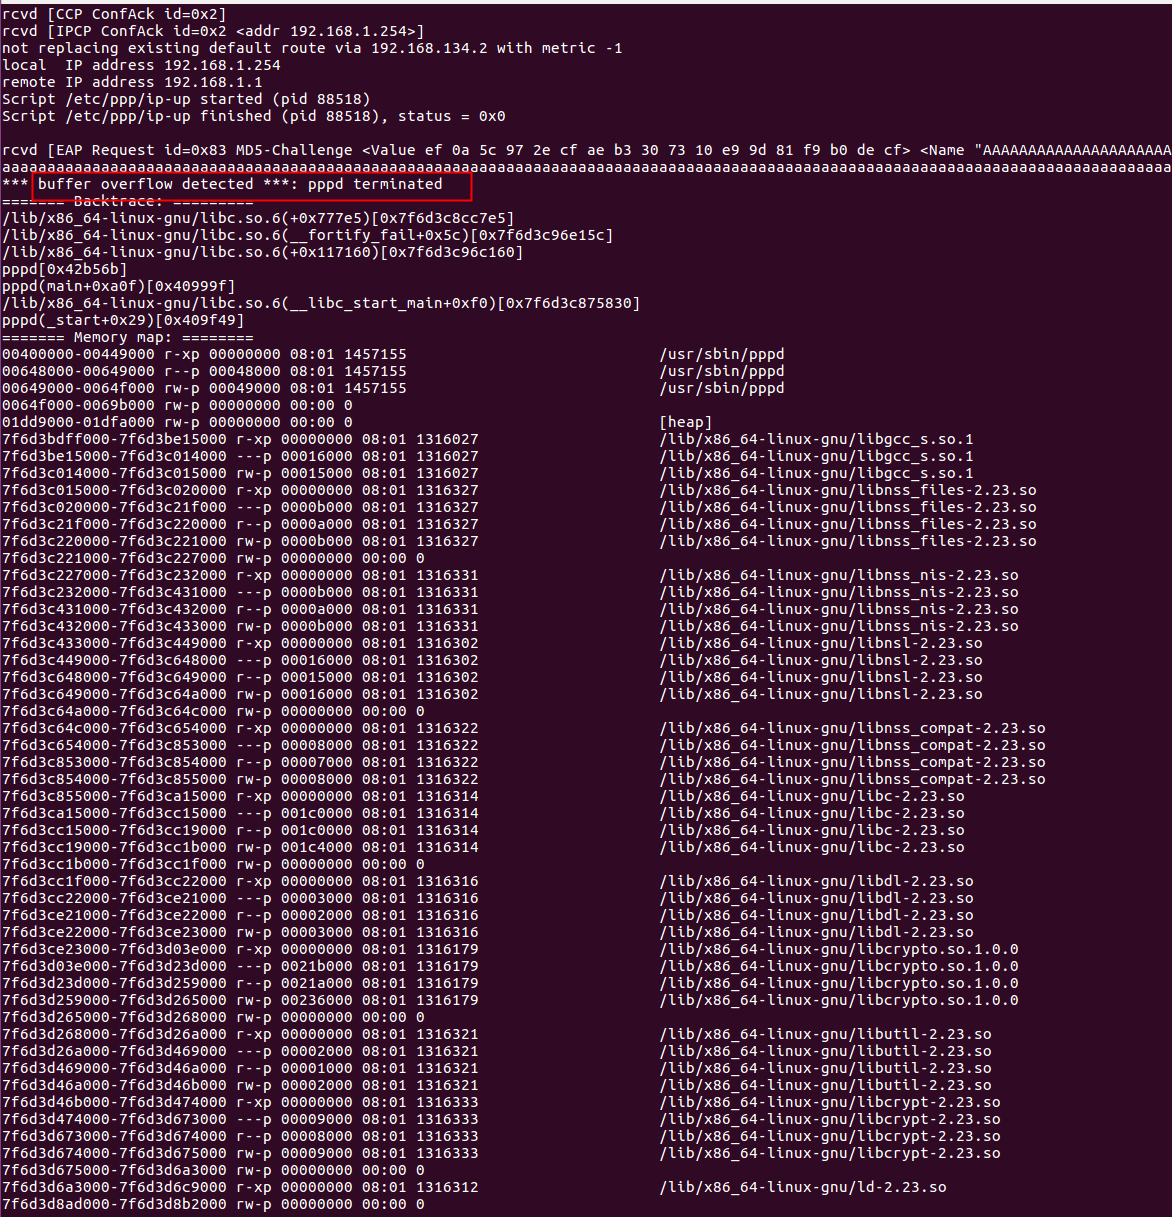 rcvd [CCP ConfAck id=0x2]
rcvd [IPCP ConfAck id=0x2 <addr 192.168.1.254>]
not replacing existing default route via 192.168.134.2 with metric -1
local  IP address 192.168.1.254
remote IP address 192.168.1.1
Script /etc/ppp/ip-up started (pid 88518)
Script /etc/ppp/ip-up finished (pid 88518), status = 0x0
rcvd [EAP Request id=0x83 MD5-Challenge <Value ef 0a 5c 97 2e cf ae b3 30 73 10 e9 9d 81 f9 b0 de cf> <Name "AAAAAAAAAAAAAAAAAAAAA
aaaaaaaaaaaaaaaaaaaaaaaaaaaaaaaaaaaaaaaaaaaaaaaaaaaaaaaaaaaaaaaaaaaaaaaaaaaaaaaaaaaaaaaaaaaaaaaaaaaaaaaaaaaaaaaaaaaaaaaaaaaaaaaaaa
*** buffer overflow detected ***: pppd terminated
======= Backtrace: =========
/lib/x86_64-linux-gnu/libc.so.6(+0x777e5)[0x7f6d3c8cc7e5]
/lib/x86_64-linux-gnu/libc.so.6(__fortify_fail+0x5c)[0x7f6d3c96e15c]
/lib/x86_64-linux-gnu/libc.so.6(+0x117160)[0x7f6d3c96c160]
pppd[0x42b56b]
pppd(main+0xa0f)[0x40999f]
/lib/x86_64-linux-gnu/libc.so.6(__libc_start_main+0xf0)[0x7f6d3c875830]
pppd(_start+0x29)[0x409f49]
======= Memory map: ========
00400000-00449000 r-xp 00000000 08:01 1457155 /usr/sbin/pppd
00648000-00649000 r--p 00048000 08:01 1457155 /usr/sbin/pppd
00649000-0064f000 rw-p 00049000 08:01 1457155 /usr/sbin/pppd
0064f000-0069b000 rw-p 00000000 00:00 0
01dd9000-01dfa000 rw-p 00000000 00:00 0 [heap]
7f6d3bdff000-7f6d3be15000 r-xp 00000000 08:01 1316027 /lib/x86_64-linux-gnu/libgcc_s.so.1
7f6d3be15000-7f6d3c014000 ---p 00016000 08:01 1316027 /lib/x86_64-linux-gnu/libgcc_s.so.1
7f6d3c014000-7f6d3c015000 rw-p 00015000 08:01 1316027 /lib/x86_64-linux-gnu/libgcc_s.so.1
7f6d3c015000-7f6d3c020000 r-xp 00000000 08:01 1316327 /lib/x86_64-linux-gnu/libnss_files-2.23.so
7f6d3c020000-7f6d3c21f000 ---p 0000b000 08:01 1316327 /lib/x86_64-linux-gnu/libnss_files-2.23.so
7f6d3c21f000-7f6d3c220000 r--p 0000a000 08:01 1316327 /lib/x86_64-linux-gnu/libnss_files-2.23.so
7f6d3c220000-7f6d3c221000 rw-p 0000b000 08:01 1316327 /lib/x86_64-linux-gnu/libnss_files-2.23.so
7f6d3c221000-7f6d3c227000 rw-p 00000000 00:00 0
7f6d3c227000-7f6d3c232000 r-xp 00000000 08:01 1316331 /lib/x86_64-linux-gnu/libnss_nis-2.23.so
7f6d3c232000-7f6d3c431000 ---p 0000b000 08:01 1316331 /lib/x86_64-linux-gnu/libnss_nis-2.23.so
7f6d3c431000-7f6d3c432000 r--p 0000a000 08:01 1316331 /lib/x86_64-linux-gnu/libnss_nis-2.23.so
7f6d3c432000-7f6d3c433000 rw-p 0000b000 08:01 1316331 /lib/x86_64-linux-gnu/libnss_nis-2.23.so
7f6d3c433000-7f6d3c449000 r-xp 00000000 08:01 1316302 /lib/x86_64-linux-gnu/libnsl-2.23.so
7f6d3c449000-7f6d3c648000 ---p 00016000 08:01 1316302 /lib/x86_64-linux-gnu/libnsl-2.23.so
7f6d3c648000-7f6d3c649000 r--p 00015000 08:01 1316302 /lib/x86_64-linux-gnu/libnsl-2.23.so
7f6d3c649000-7f6d3c64a000 rw-p 00016000 08:01 1316302 /lib/x86_64-linux-gnu/libnsl-2.23.so
7f6d3c64a000-7f6d3c64c000 rw-p 00000000 00:00 0
7f6d3c64c000-7f6d3c654000 r-xp 00000000 08:01 1316322 /lib/x86_64-linux-gnu/libnss_compat-2.23.so
7f6d3c654000-7f6d3c853000 ---p 00008000 08:01 1316322 /lib/x86_64-linux-gnu/libnss_compat-2.23.so
7f6d3c853000-7f6d3c854000 r--p 00007000 08:01 1316322 /lib/x86_64-linux-gnu/libnss_compat-2.23.so
7f6d3c854000-7f6d3c855000 rw-p 00008000 08:01 1316322 /lib/x86_64-linux-gnu/libnss_compat-2.23.so
7f6d3c855000-7f6d3ca15000 r-xp 00000000 08:01 1316314 /lib/x86_64-linux-gnu/libc-2.23.so
7f6d3ca15000-7f6d3cc15000 ---p 001c0000 08:01 1316314 /lib/x86_64-linux-gnu/libc-2.23.so
7f6d3cc15000-7f6d3cc19000 r--p 001c0000 08:01 1316314 /lib/x86_64-linux-gnu/libc-2.23.so
7f6d3cc19000-7f6d3cc1b000 rw-p 001c4000 08:01 1316314 /lib/x86_64-linux-gnu/libc-2.23.so
7f6d3cc1b000-7f6d3cc1f000 rw-p 00000000 00:00 0
7f6d3cc1f000-7f6d3cc22000 r-xp 00000000 08:01 1316316 /lib/x86_64-linux-gnu/libdl-2.23.so
7f6d3cc22000-7f6d3ce21000 ---p 00003000 08:01 1316316 /lib/x86_64-linux-gnu/libdl-2.23.so
7f6d3ce21000-7f6d3ce22000 r--p 00002000 08:01 1316316 /lib/x86_64-linux-gnu/libdl-2.23.so
7f6d3ce22000-7f6d3ce23000 rw-p 00003000 08:01 1316316 /lib/x86_64-linux-gnu/libdl-2.23.so
7f6d3ce23000-7f6d3d03e000 r-xp 00000000 08:01 1316179 /lib/x86_64-linux-gnu/libcrypto.so.1.0.0
7f6d3d03e000-7f6d3d23d000 ---p 0021b000 08:01 1316179 /lib/x86_64-linux-gnu/libcrypto.so.1.0.0
7f6d3d23d000-7f6d3d259000 r--p 0021a000 08:01 1316179 /lib/x86_64-linux-gnu/libcrypto.so.1.0.0
7f6d3d259000-7f6d3d265000 rw-p 00236000 08:01 1316179 /lib/x86_64-linux-gnu/libcrypto.so.1.0.0
7f6d3d265000-7f6d3d268000 rw-p 00000000 00:00 0
7f6d3d268000-7f6d3d26a000 r-xp 00000000 08:01 1316321 /lib/x86_64-linux-gnu/libutil-2.23.so
7f6d3d26a000-7f6d3d469000 ---p 00002000 08:01 1316321 /lib/x86_64-linux-gnu/libutil-2.23.so
7f6d3d469000-7f6d3d46a000 r--p 00001000 08:01 1316321 /lib/x86_64-linux-gnu/libutil-2.23.so
7f6d3d46a000-7f6d3d46b000 rw-p 00002000 08:01 1316321 /lib/x86_64-linux-gnu/libutil-2.23.so
7f6d3d46b000-7f6d3d474000 r-xp 00000000 08:01 1316333 /lib/x86_64-linux-gnu/libcrypt-2.23.so
7f6d3d474000-7f6d3d673000 ---p 00009000 08:01 1316333 /lib/x86_64-linux-gnu/libcrypt-2.23.so
7f6d3d673000-7f6d3d674000 r--p 00008000 08:01 1316333 /lib/x86_64-linux-gnu/libcrypt-2.23.so
7f6d3d674000-7f6d3d675000 rw-p 00009000 08:01 1316333 /lib/x86_64-linux-gnu/libcrypt-2.23.so
7f6d3d675000-7f6d3d6a3000 rw-p 00000000 00:00 0
7f6d3d6a3000-7f6d3d6c9000 r-xp 00000000 08:01 1316312 /lib/x86_64-linux-gnu/ld-2.23.so
7f6d3d8ad000-7f6d3d8b2000 rw-p 00000000 00:00 0